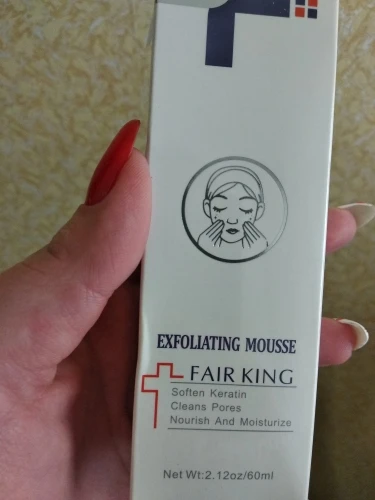 EXFOLIATING MOUSSE
FAIR KING
Soften Keratin
Cleans Pores
Nourish And Moisturize
Net Wt:2.12oz/60ml